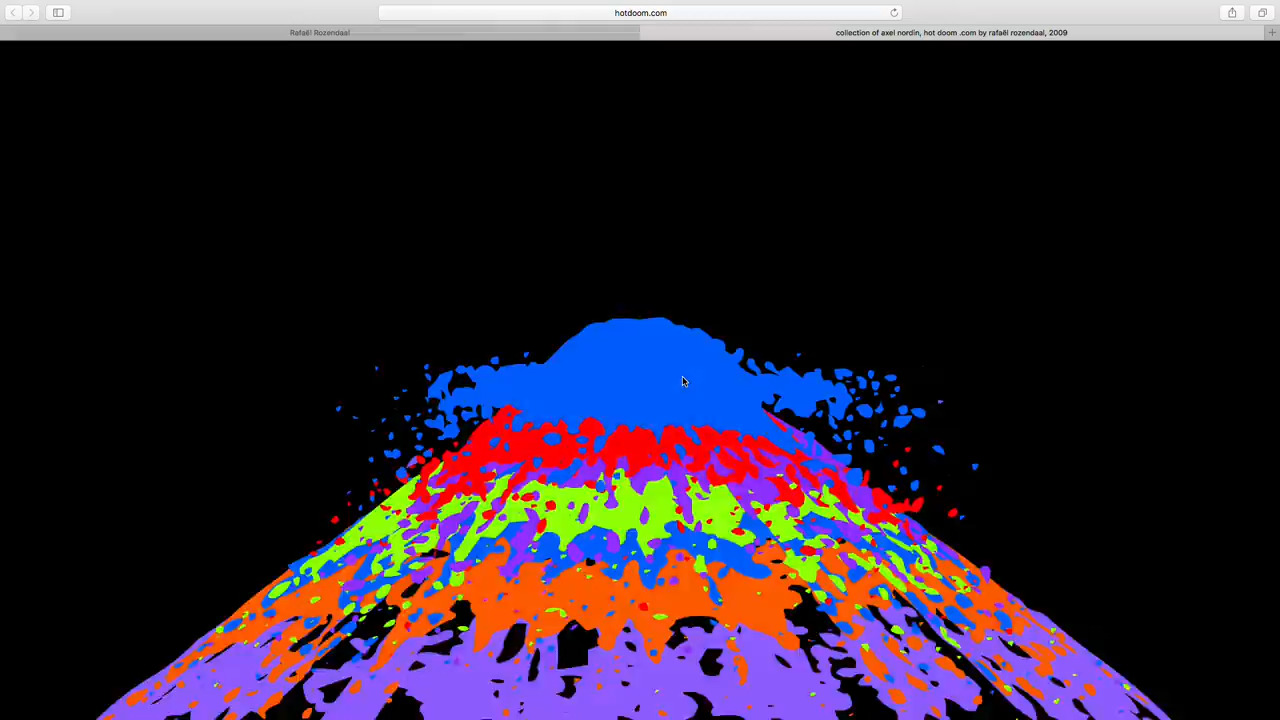 hotdoom.com
Rafaël Rozendaal
collection of axel nordin, hot doom .com by rafaël rozendaal, 2009